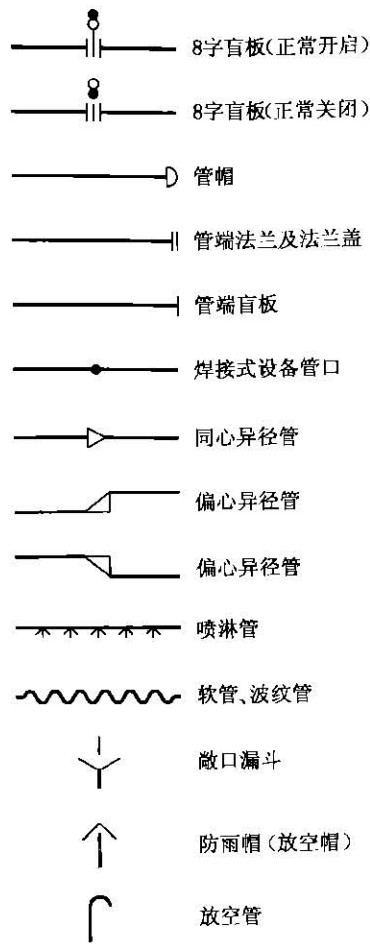 8字盲板(正常开启)
8字盲板(正常关闭)
管帽
管端法兰及法兰盖
管端盲板
焊接式设备管口
同心异径管
偏心异径管
偏心异径管
喷淋管
软管、波纹管
敞口漏斗
防雨帽(放空帽)
放空管